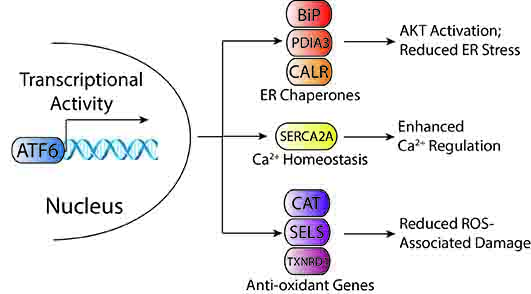 Transcriptional
Activity
ATF6
Nucleus
BiP
PDIA3
CALR
ER Chaperones
AKT Activation;
Reduced ER Stress
SERCA2A
Ca²⁺ Homeostasis
Enhanced
Ca²⁺ Regulation
CAT
SELS
TXNRD1
Anti-oxidant Genes
Reduced ROS-
Associated Damage